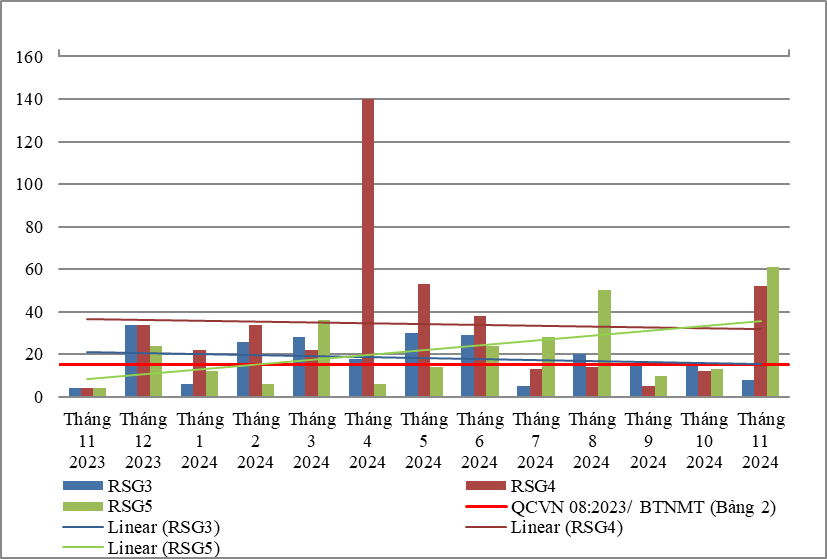 160
140
120
100
80
60
40
20
0
Tháng Tháng Tháng Tháng Tháng Tháng Tháng Tháng Tháng Tháng Tháng Tháng Tháng
11 12 1 2 3 4 5 6 7 8 9 10 11
2023 2023 2024 2024 2024 2024 2024 2024 2024 2024 2024 2024 2024
RSG3 RSG4
RSG5 QCVN 08:2023/ BTNMT (Bảng 2)
Linear (RSG3) Linear (RSG4)
Linear (RSG5)